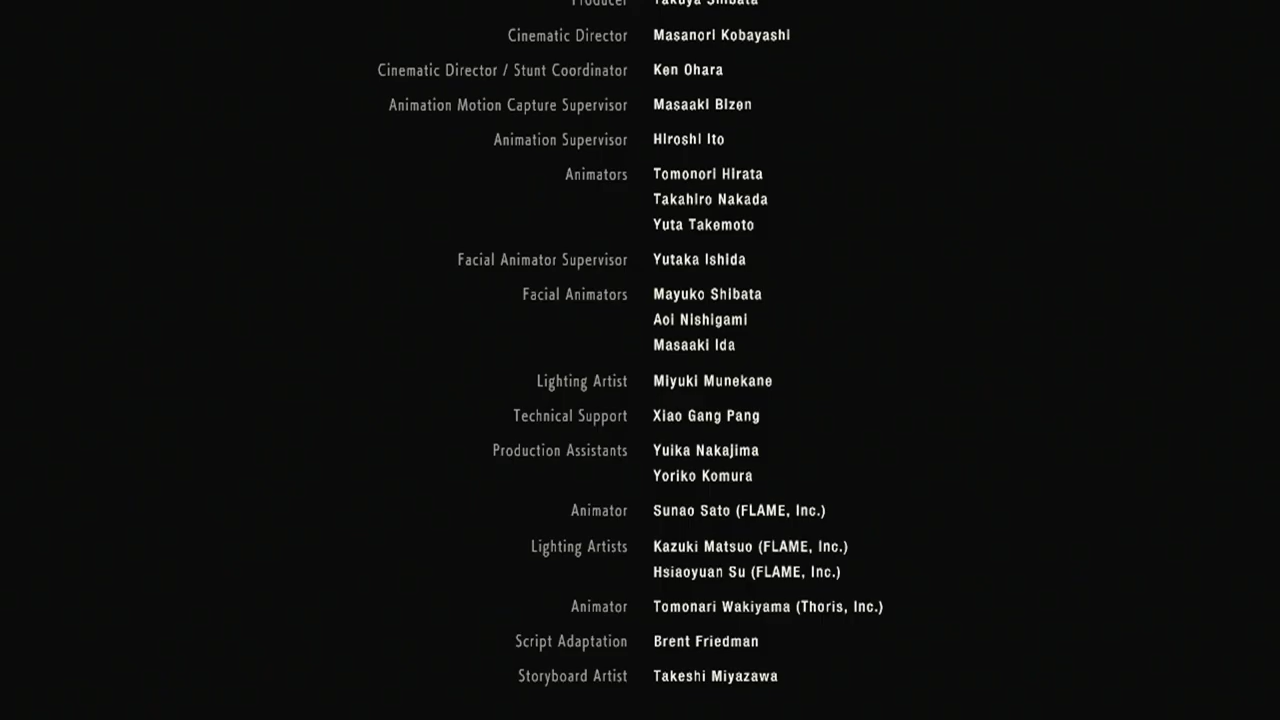 Producer Takuya Shibata
Cinematic Director Masanori Kobayashi
Cinematic Director / Stunt Coordinator Ken Ohara
Animation Motion Capture Supervisor Masaaki Bizen
Animation Supervisor Hiroshi Ito
Animators Tomonori Hirata
Takahiro Nakada
Yuta Takemoto
Facial Animator Supervisor Yutaka Ishida
Facial Animators Mayuko Shibata
Aoi Nishigami
Masaaki Ida
Lighting Artist Miyuki Munekane
Technical Support Xiao Gang Pang
Production Assistants Yuika Nakajima
Yoriko Komura
Animator Sunao Sato (FLAME, Inc.)
Lighting Artists Kazuki Matsuo (FLAME, Inc.)
Hsiaoyuan Su (FLAME, Inc.)
Animator Tomonari Wakiyama (Thoris, Inc.)
Script Adaptation Brent Friedman
Storyboard Artist Takeshi Miyazawa